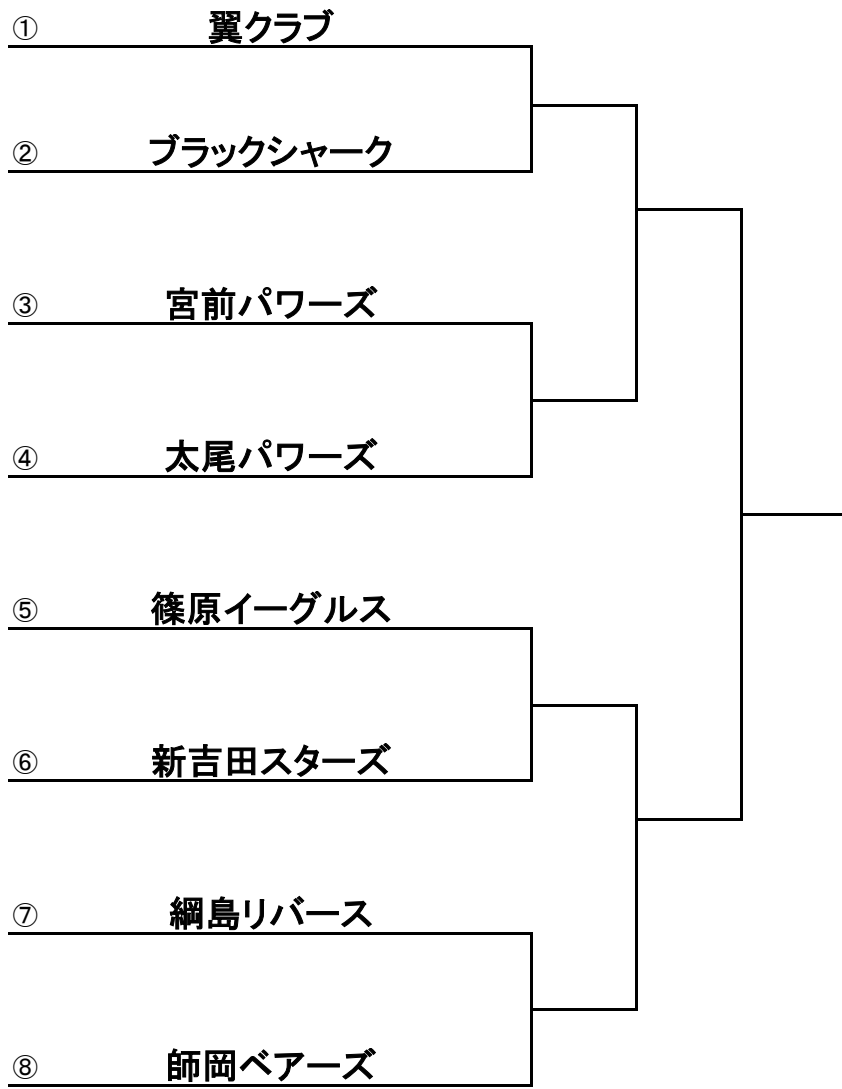 ① 翼クラブ
② ブラックシャーク
③ 宮前パワーズ
④ 太尾パワーズ
⑤ 篠原イーグルス
⑥ 新吉田スターズ
⑦ 綱島リバース
⑧ 師岡ベアーズ